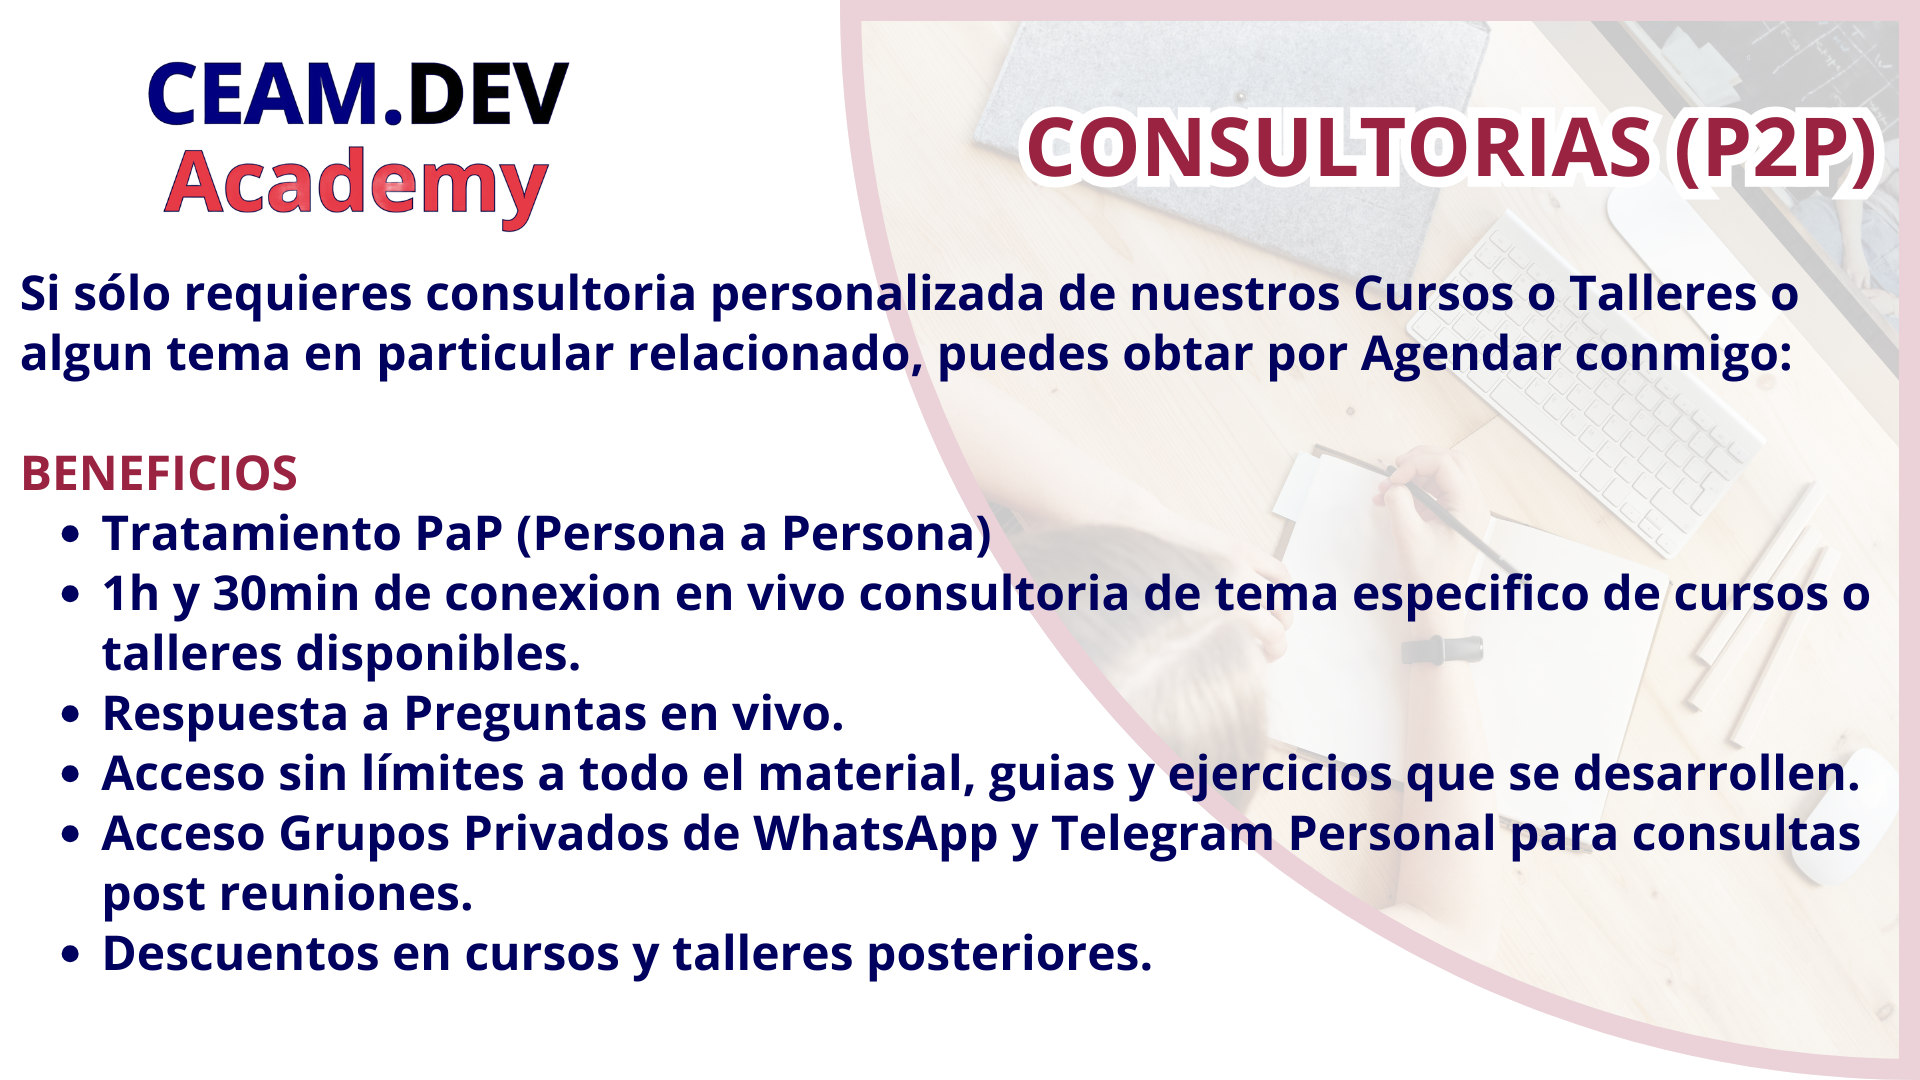 CEAM.DEV
Academy
CONSULTORIAS (P2P)
Si sólo requieres consultoria personalizada de nuestros Cursos o Talleres o
algun tema en particular relacionado, puedes obtar por Agendar conmigo:
BENEFICIOS
• Tratamiento PaP (Persona a Persona)
• 1h y 30min de conexion en vivo consultoria de tema especifico de cursos o
talleres disponibles.
• Respuesta a Preguntas en vivo.
• Acceso sin límites a todo el material, guias y ejercicios que se desarrollen.
• Acceso Grupos Privados de WhatsApp y Telegram Personal para consultas
post reuniones.
• Descuentos en cursos y talleres posteriores.